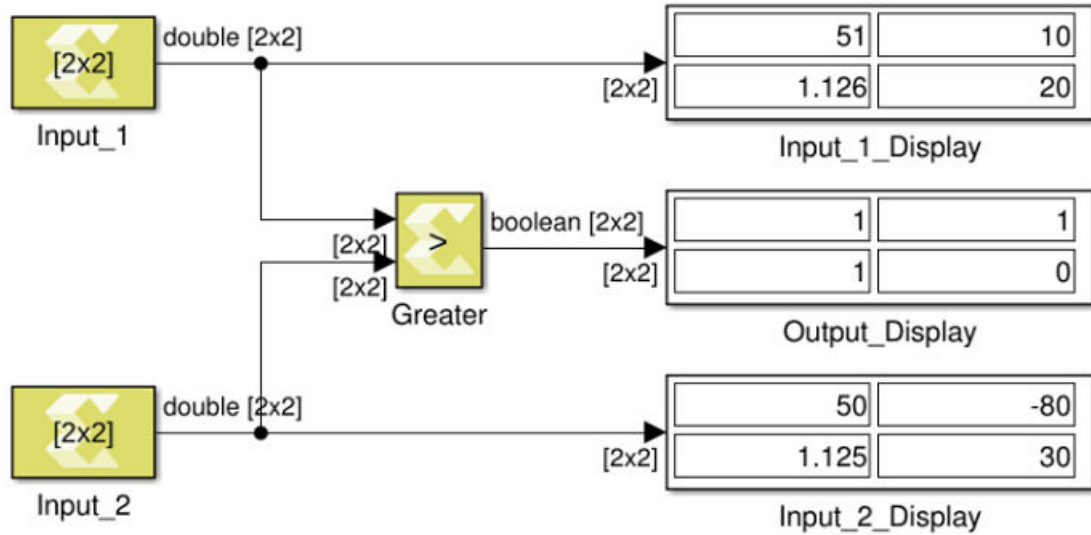 double [2x2]
[2x2]
Input_1
[2x2]
51 10
1.126 20
Input_1_Display
[2x2]
[2x2]
>
Greater
boolean [2x2]
[2x2]
1 1
1 0
Output_Display
double [2x2]
[2x2]
Input_2
[2x2]
50 -80
1.125 30
Input_2_Display